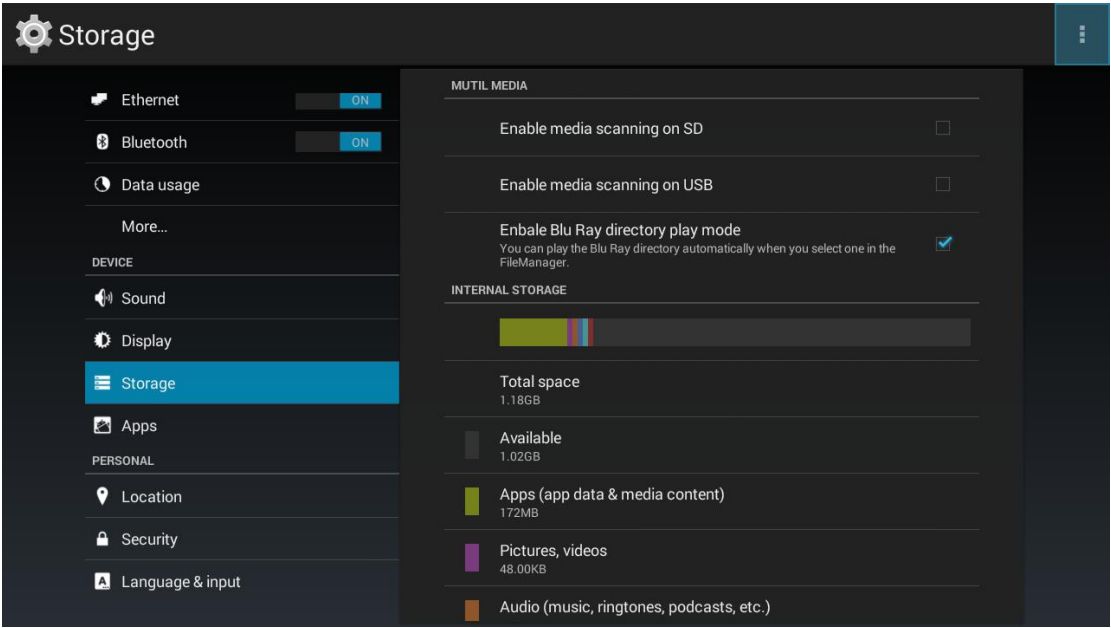 Storage
Ethernet
ON
Bluetooth
ON
Data usage
More...
DEVICE
Sound
Display
Storage
Apps
PERSONAL
Location
Security
Language & input
MUTIL MEDIA
Enable media scanning on SD
Enable media scanning on USB
Enbale Blu Ray directory play mode
You can play the Blu Ray directory automatically when you select one in the
FileManager.
INTERNAL STORAGE
Total space
1.18GB
Available
1.02GB
Apps (app data & media content)
172MB
Pictures, videos
48.00KB
Audio (music, ringtones, podcasts, etc.)